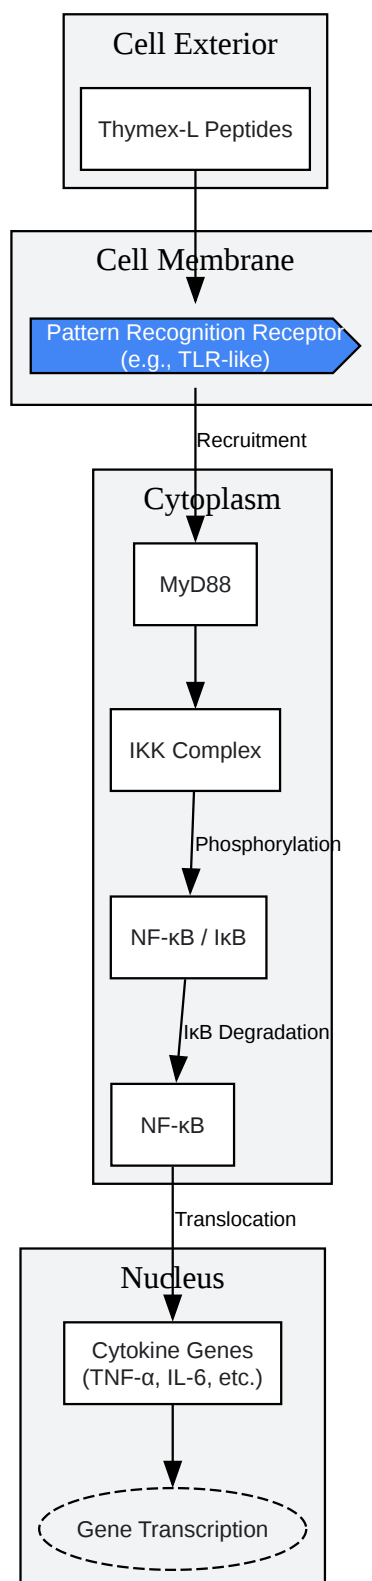 Cell Exterior
Thymex-L Peptides
Cell Membrane
Pattern Recognition Receptor
(e.g., TLR-like)
Recruitment
Cytoplasm
MyD88
IKK Complex
Phosphorylation
NF-κB / IκB
IκB Degradation
NF-κB
Translocation
Nucleus
Cytokine Genes
(TNF-α, IL-6, etc.)
Gene Transcription